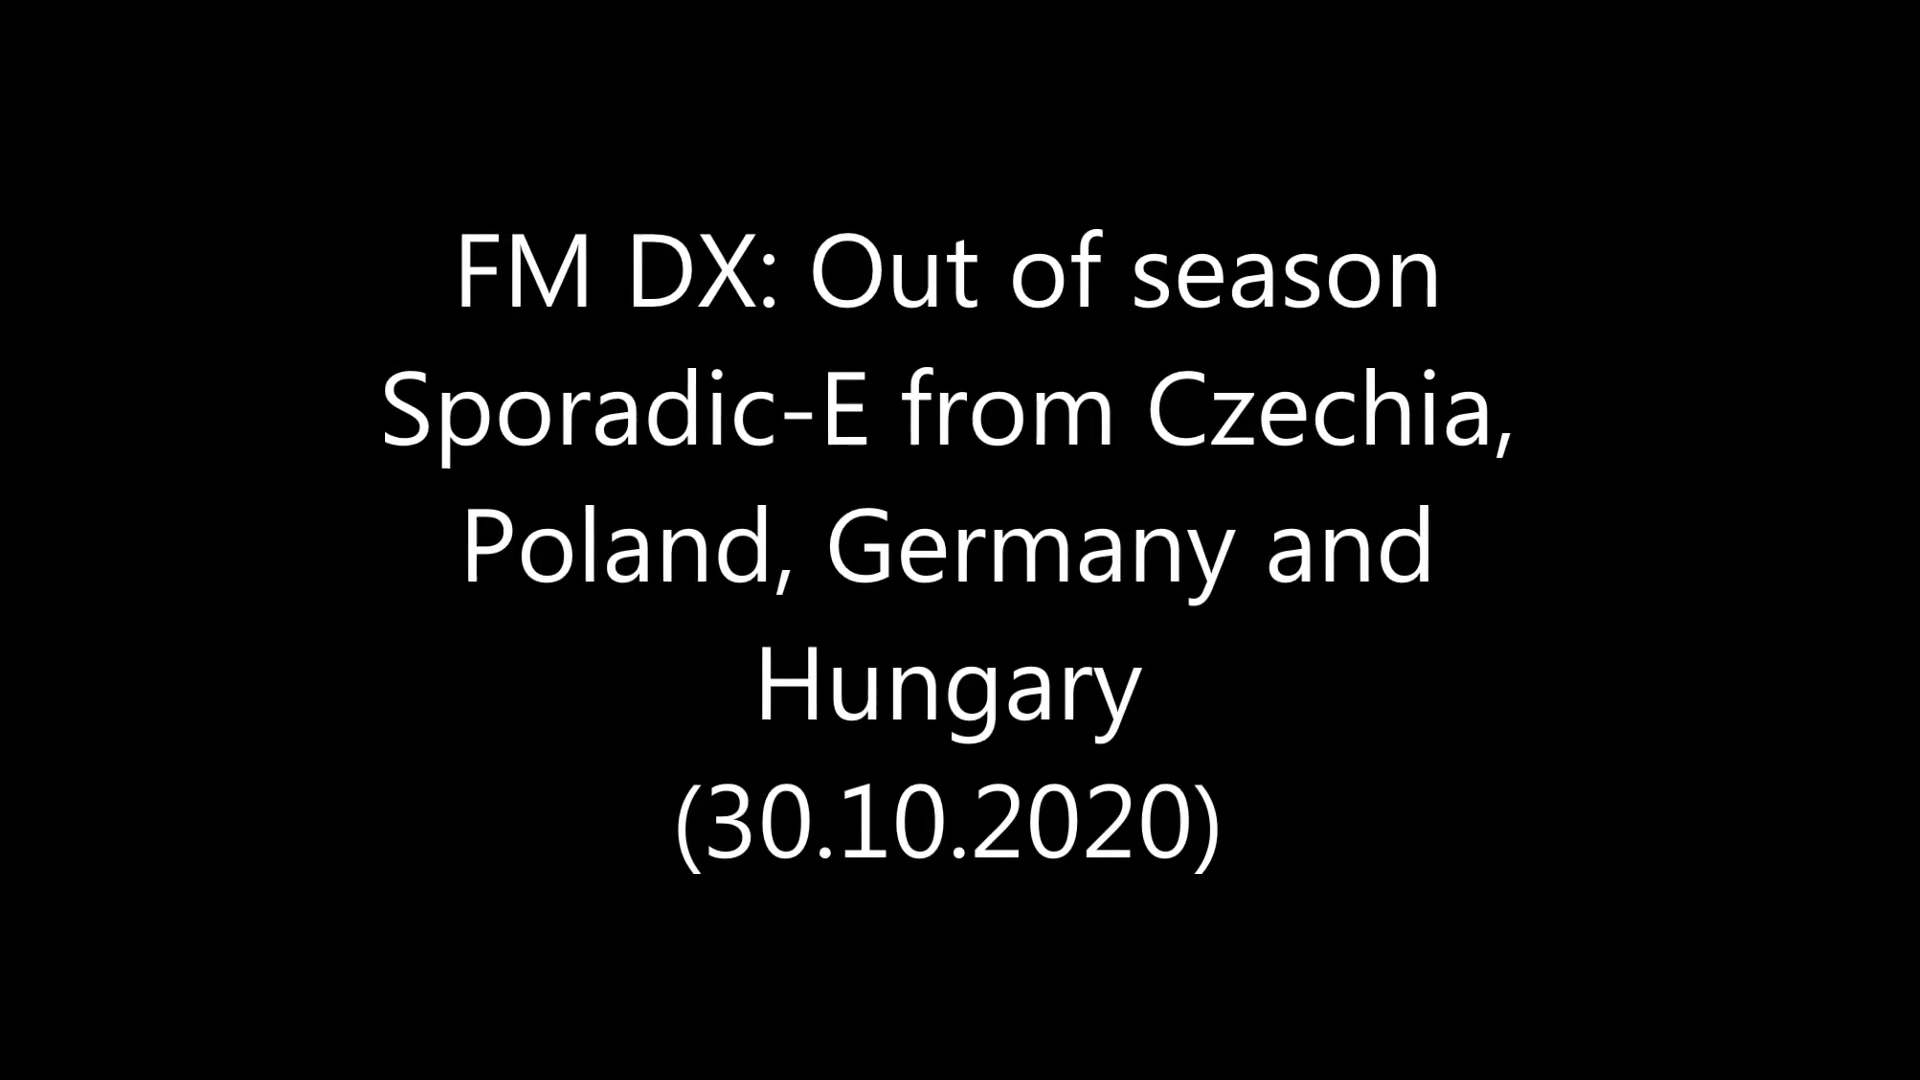 FM DX: Out of season
Sporadic-E from Czechia,
Poland, Germany and
Hungary
(30.10.2020)